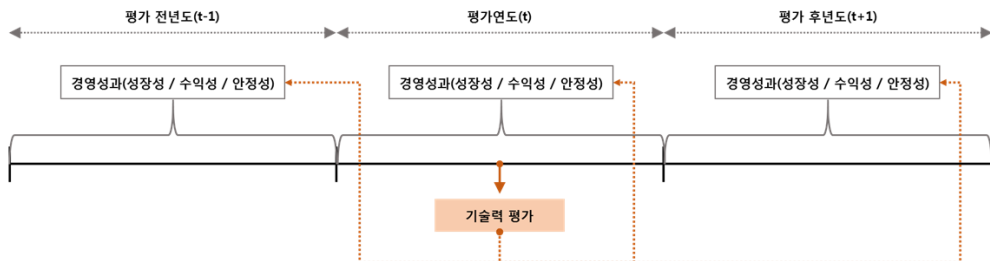 평가 전년도(t-1)
평가연도(t)
평가 후년도(t+1)
경영성과(성장성 / 수익성 / 안정성)
경영성과(성장성 / 수익성 / 안정성)
경영성과(성장성 / 수익성 / 안정성)
기술력 평가